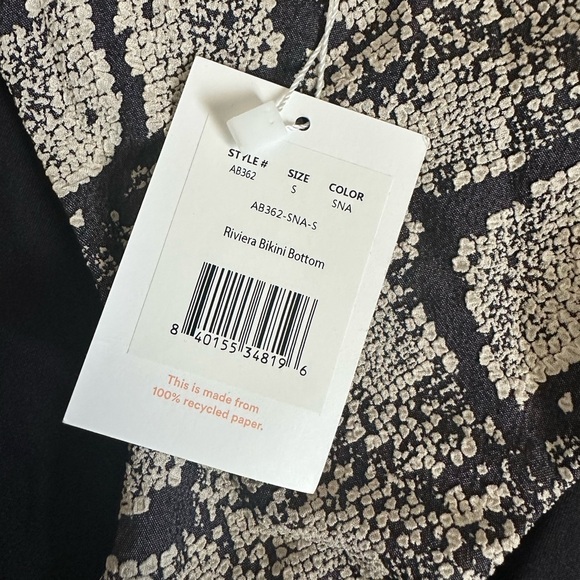 STYLE # SIZE COLOR
AB362 S SNA
AB362-SNA-S
Riviera Bikini Bottom
8 40155 34819 6
This is made from
100% recycled paper.